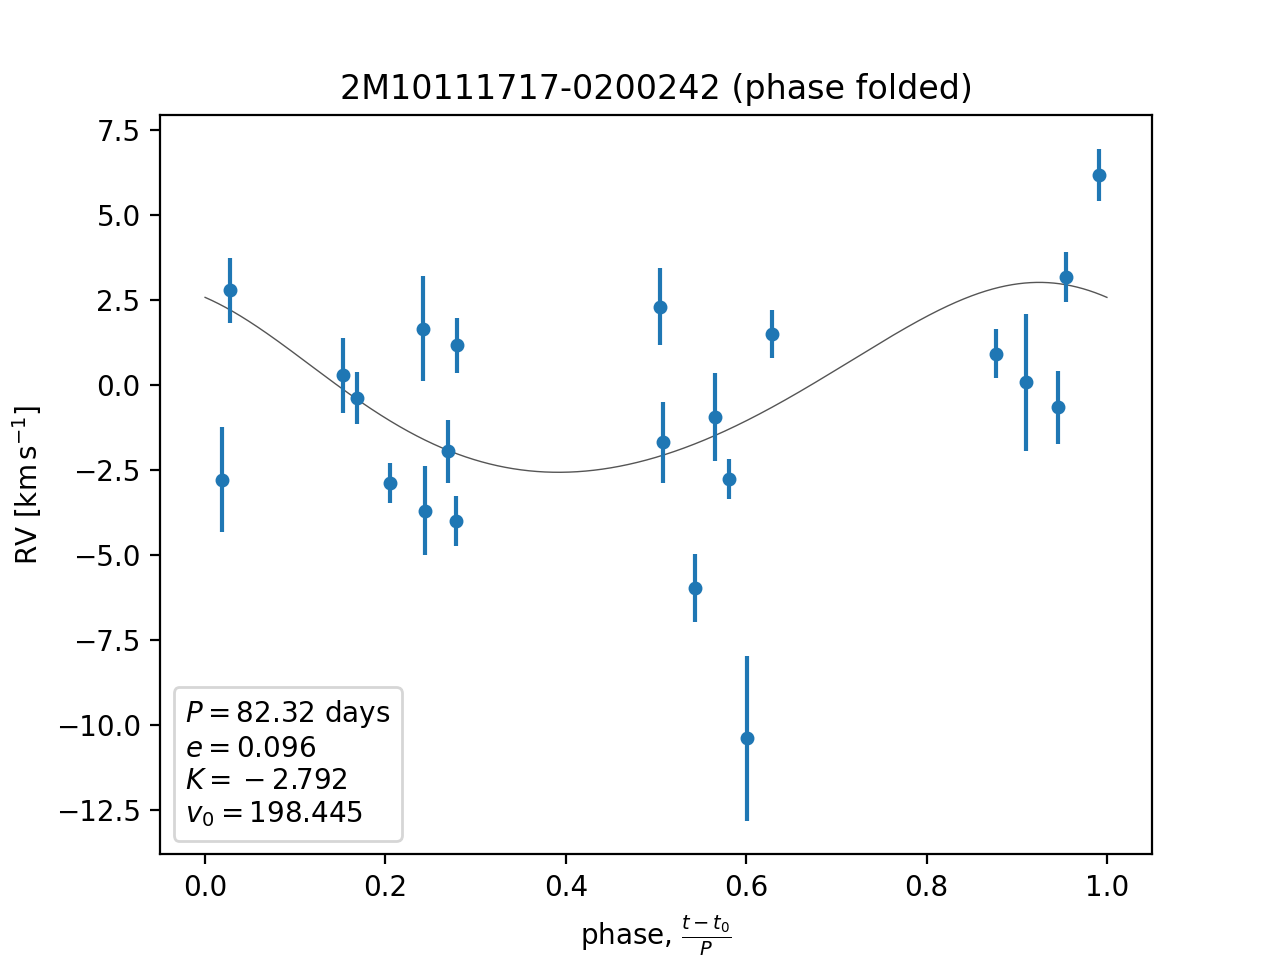 2M10111717-0200242 (phase folded)
RV [km s⁻¹]
7.5
5.0
2.5
0.0
−2.5
−5.0
−7.5
−10.0
−12.5
P = 82.32 days
e = 0.096
K = −2.792
v₀ = 198.445
0.0 0.2 0.4 0.6 0.8 1.0
phase, (t − t₀)/P